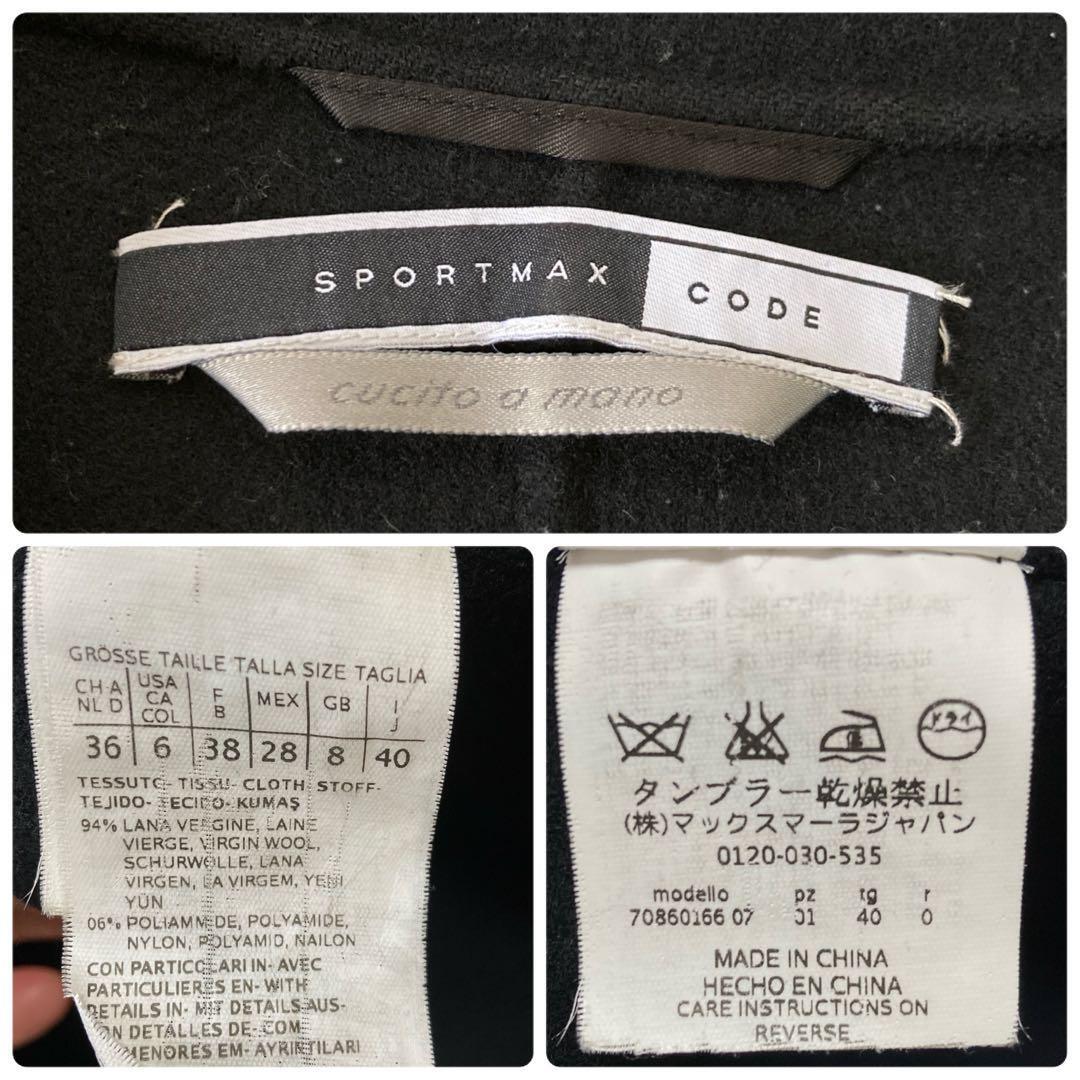 SPORTMAX CODE
cucito a mano
GRÖSSE TAILLE TALLA SIZE TAGLIA
CH·A NL D USA CA COL F B MEX GB I J
36 6 38 28 8 40
TESSUTO- TISSU- CLOTH- STOFF-
TEJIDO- TECIDO- KUMAŞ
94% LANA VERGINE, LAINE
VIERGE, VIRGIN WOOL,
SCHURWOLLE, LANA
VIRGEN, LA VIRGEM, YENI
YÜN
06% POLIAMMIDE, POLYAMIDE,
NYLON, POLYAMID, NAILON
CON PARTICOLARI IN- AVEC
PARTICULIERES EN- WITH
DETAILS IN- MIT DETAILS AUS-
CON DETALLES DE- COM
MENORES EM- AYRINTILARI
ドライ
タンブラー乾燥禁止
(株)マックスマーラジャパン
0120-030-535
modello pz tg r
70860166 07 01 40 0
MADE IN CHINA
HECHO EN CHINA
CARE INSTRUCTIONS ON
REVERSE